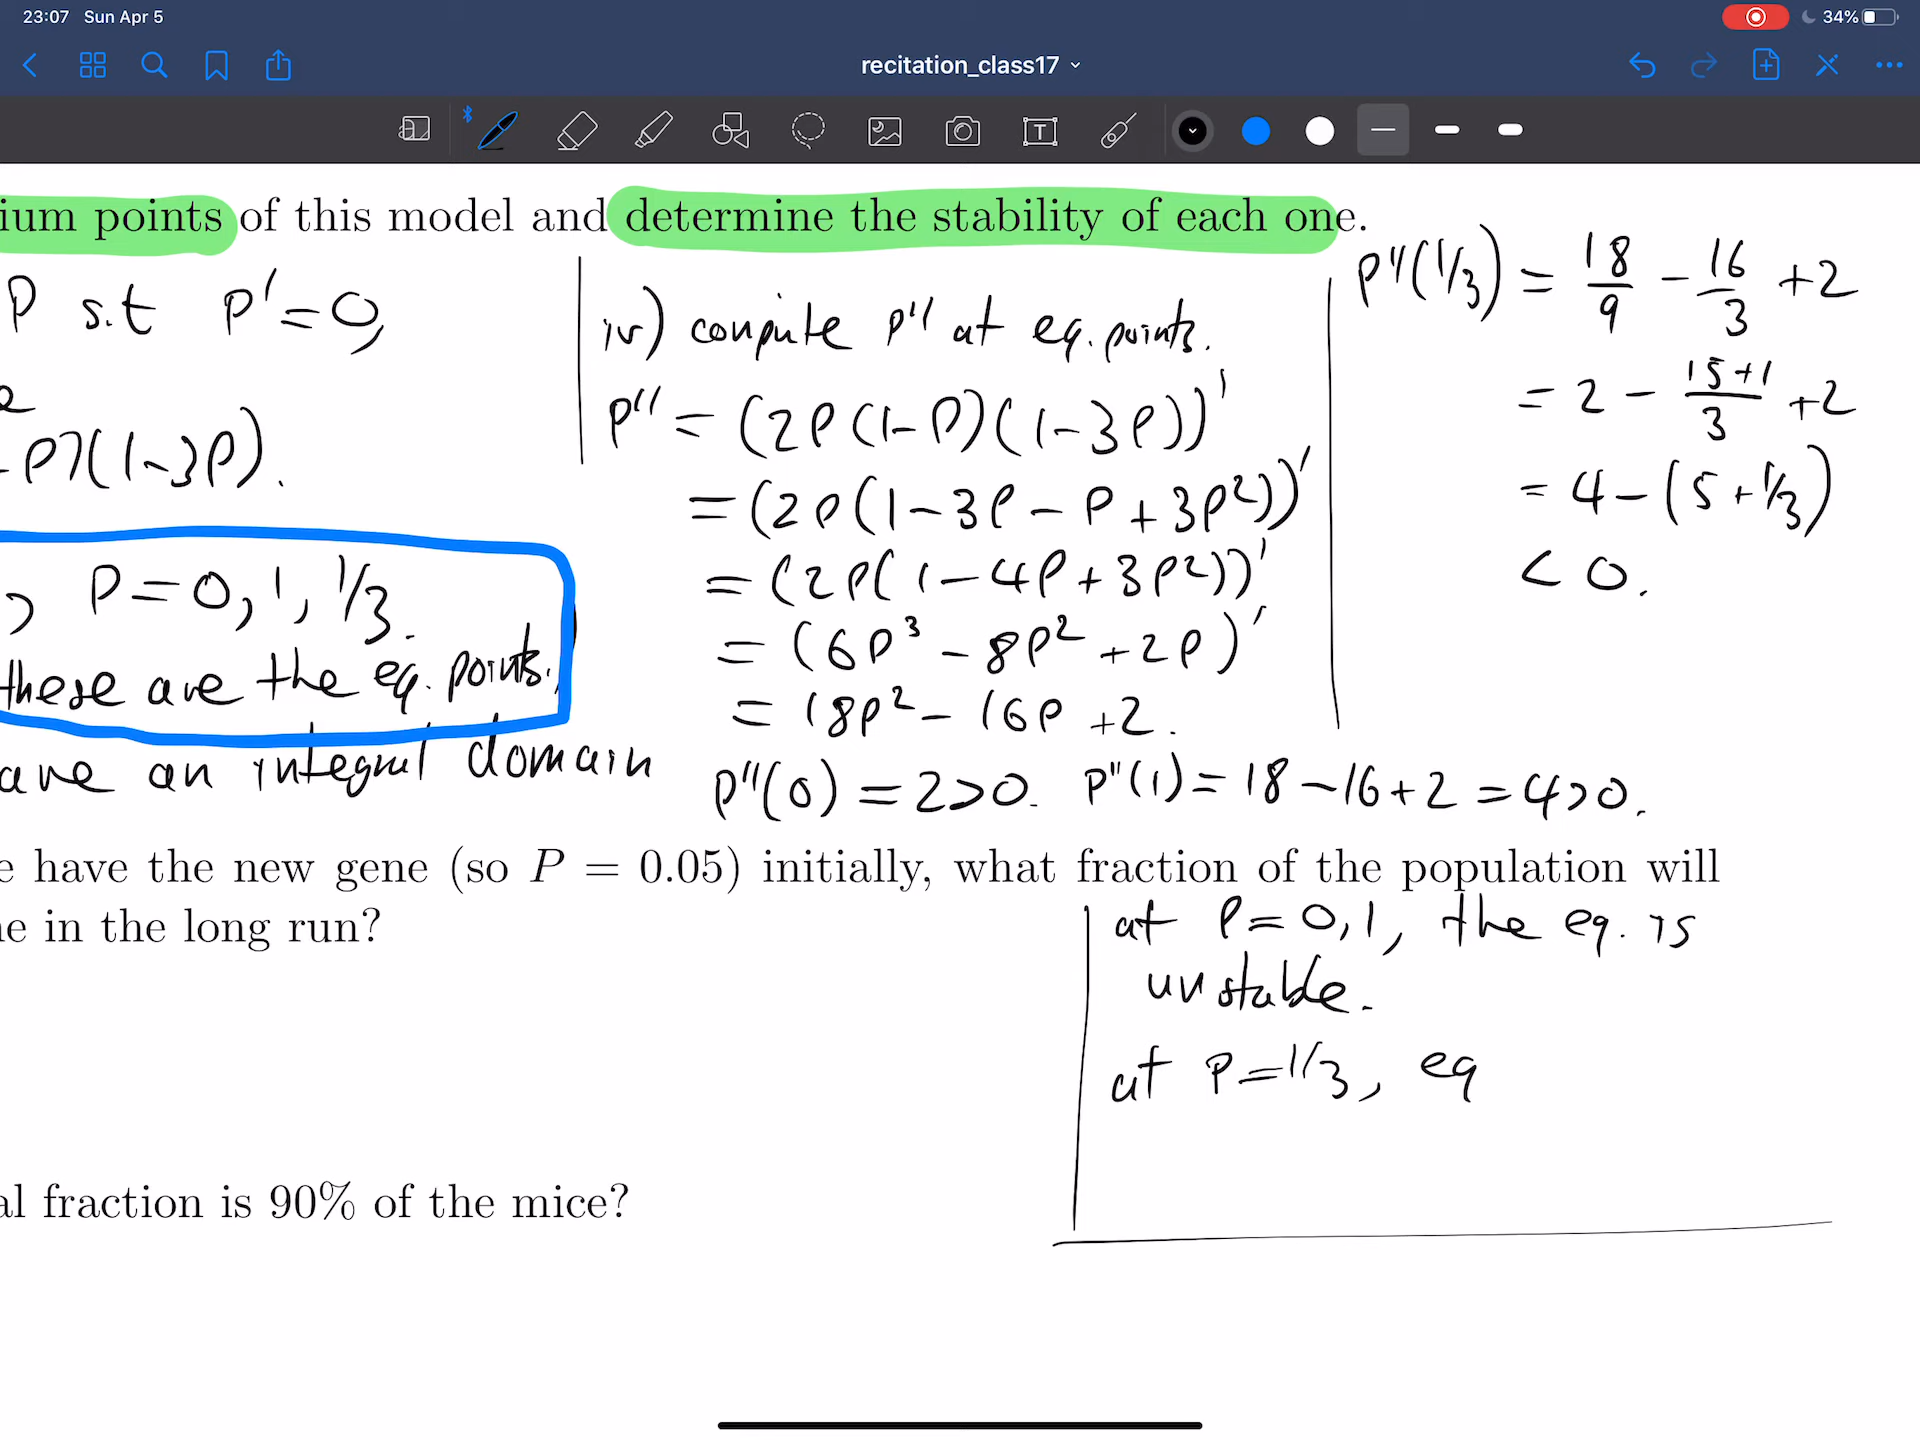 23:07 Sun Apr 5
34%
recitation_class17
ium points of this model and determine the stability of each one.
P s.t P' = 0,
P)(1-3P).
P = 0, 1, 1/3.
these are the eq. points.
ave an integral domain
iv) compute P'' at eq. points.
P'' = (2P(1-P)(1-3P))'
= (2P(1-3P-P+3P²))'
= (2P(1-4P+3P²))'
= (6P³-8P²+2P)'
= 18P²-16P+2.
P''(0) = 2>0. P''(1) = 18-16+2 = 4>0.
P''(1/3) = 18/9 - 16/3 + 2
= 2 - 15+1/3 + 2
= 4-(5+1/3)
< 0.
e have the new gene (so P = 0.05) initially, what fraction of the population will
ne in the long run?
at P=0,1, the eq. is
unstable.
at P=1/3, eq
al fraction is 90% of the mice?